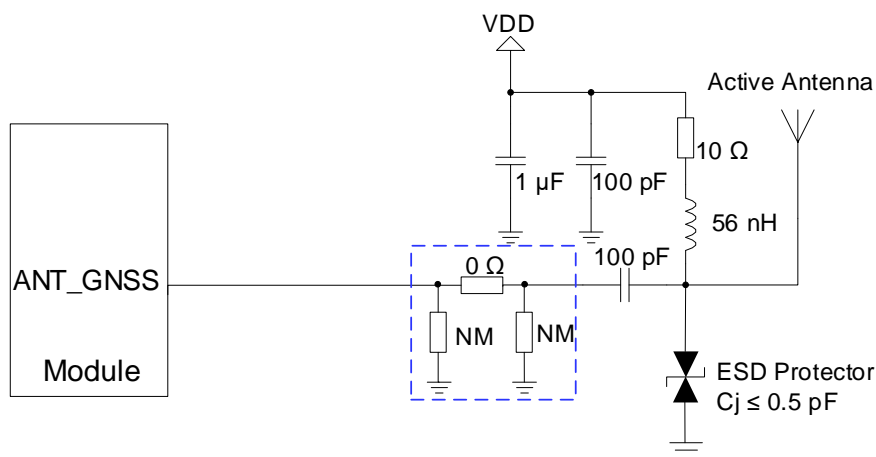 VDD
Active Antenna
10 Ω
1 µF
100 pF
56 nH
100 pF
0 Ω
ANT_GNSS
NM
NM
Module
ESD Protector
Cj ≤ 0.5 pF